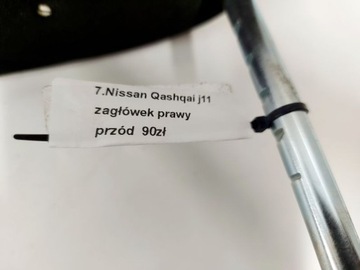 7.Nissan Qashqai j11
zagłówek prawy
przód 90zł